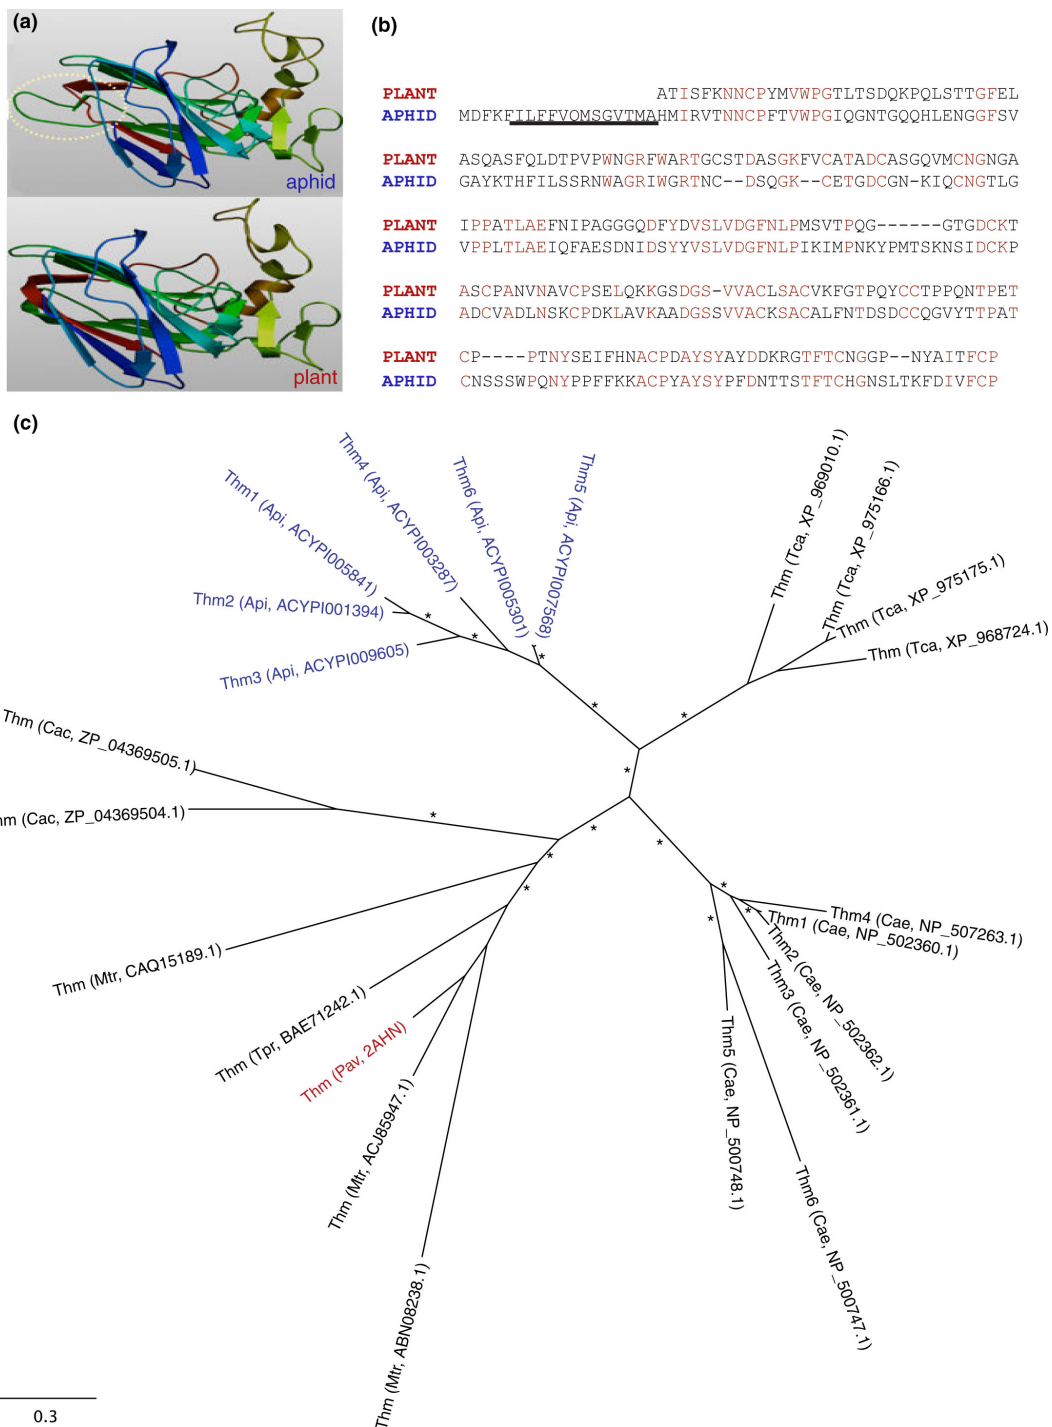 (a)
aphid
plant
(b)
PLANT ATISFKNNCPYMVWPGTLTSDQKPQLSTTGFEL
APHID MDFKFILFFVQMSGVTMAHMIRVTNNCPFTVWPGIQGNTGQQHLENGGFSV
PLANT ASQASFQLDTPVPWNGRFWARTGCSTDASGKFVCATADCASGQVMCNGNGA
APHID GAYKTHFILSSRNWAGRIWGRTNC--DSQGK--CETGDCGN-KIQCNGTLG
PLANT IPPATLAEFNIPAGGGQDFYDVSLVDGFNLPMSVTPQG------GTGDCKT
APHID VPPLTLAEIQFAESDNIDSYYVSLVDGFNLPIKIMPNKYPMTSKNSIDCKP
PLANT ASCPANVNAVCPSELQKKGSDGS-VVACLSACVKFGTPQYCCTPPQNTPET
APHID ADCVADLNSKCPDKLAVKAADGSSVVACKSACALFNTDSDCCQGVYTTPAT
PLANT CP----PTNYSEIFHNACPDAYSYAYDDKRGTFTCNGGP--NYAITFCP
APHID CNSSSWPQNYPPFFKKACPYAYSYPFDNTTSTFTCHGNSLTKFDIVFCP
(c)
Thm1 (Api, ACYPI005841)
Thm4 (Api, ACYPI003287)
Thm6 (Api, ACYPI005301)
Thm5 (Api, ACYPI007568)
Thm2 (Api, ACYPI001394)
Thm3 (Api, ACYPI009605)
Thm (Tca, XP_969010.1)
Thm (Tca, XP_975166.1)
Thm (Tca, XP_975175.1)
Thm (Tca, XP_968724.1)
Thm (Cac, ZP_04369505.1)
hm (Cac, ZP_04369504.1)
Thm (Mtr, CAQ15189.1)
Thm (Tpr, BAE71242.1)
Thm (Pav, 2AHN)
Thm (Mtr, ACJ85947.1)
Thm (Mtr, ABN08238.1)
Thm4 (Cae, NP_507263.1)
Thm1 (Cae, NP_502360.1)
Thm2 (Cae, NP_502362.1)
Thm3 (Cae, NP_502361.1)
Thm5 (Cae, NP_500748.1)
Thm6 (Cae, NP_500747.1)
0.3